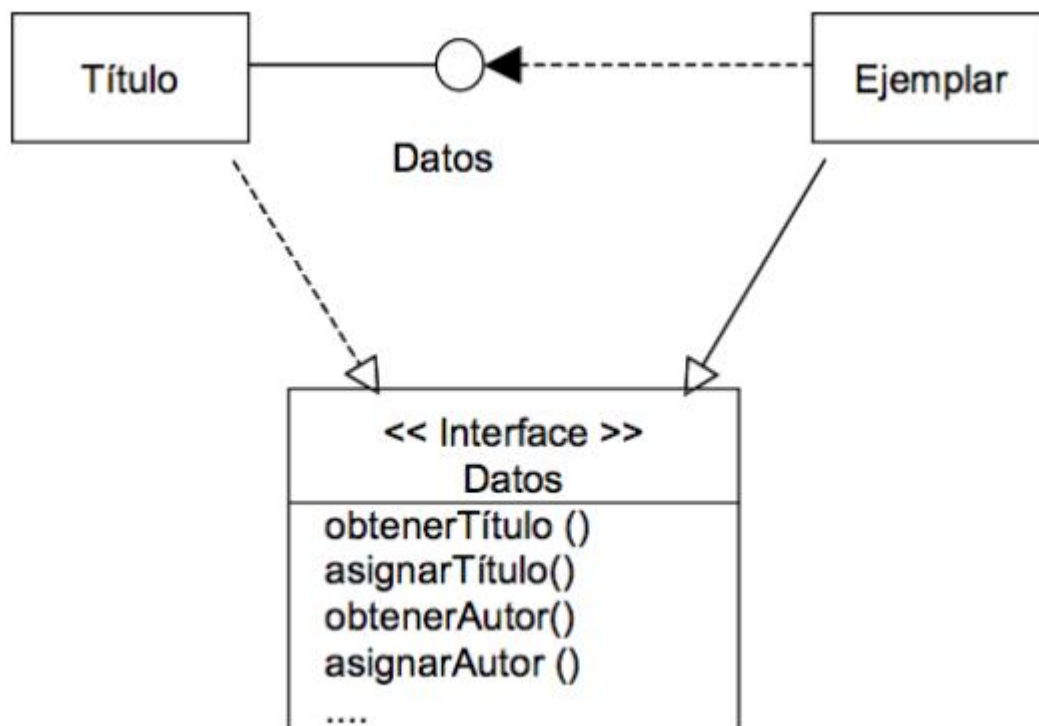 Título
Ejemplar
Datos
<< Interface >>
Datos
obtenerTítulo ()
asignarTítulo()
obtenerAutor()
asignarAutor ()
....